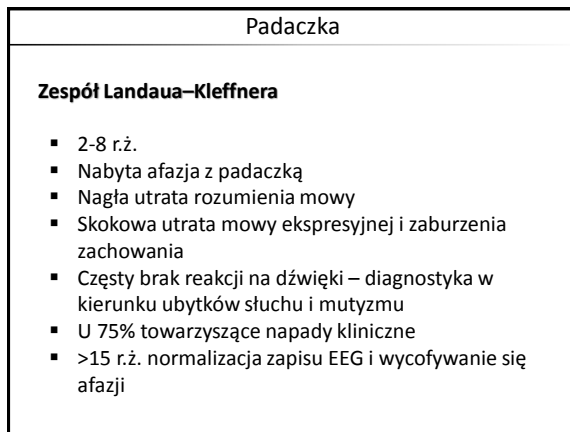 Padaczka
Zespół Landaua–Kleffnera
▪ 2-8 r.ż.
▪ Nabyta afazja z padaczką
▪ Nagła utrata rozumienia mowy
▪ Skokowa utrata mowy ekspresyjnej i zaburzenia
zachowania
▪ Częsty brak reakcji na dźwięki – diagnostyka w
kierunku ubytków słuchu i mutyzmu
▪ U 75% towarzyszące napady kliniczne
▪ >15 r.ż. normalizacja zapisu EEG i wycofywanie się
afazji